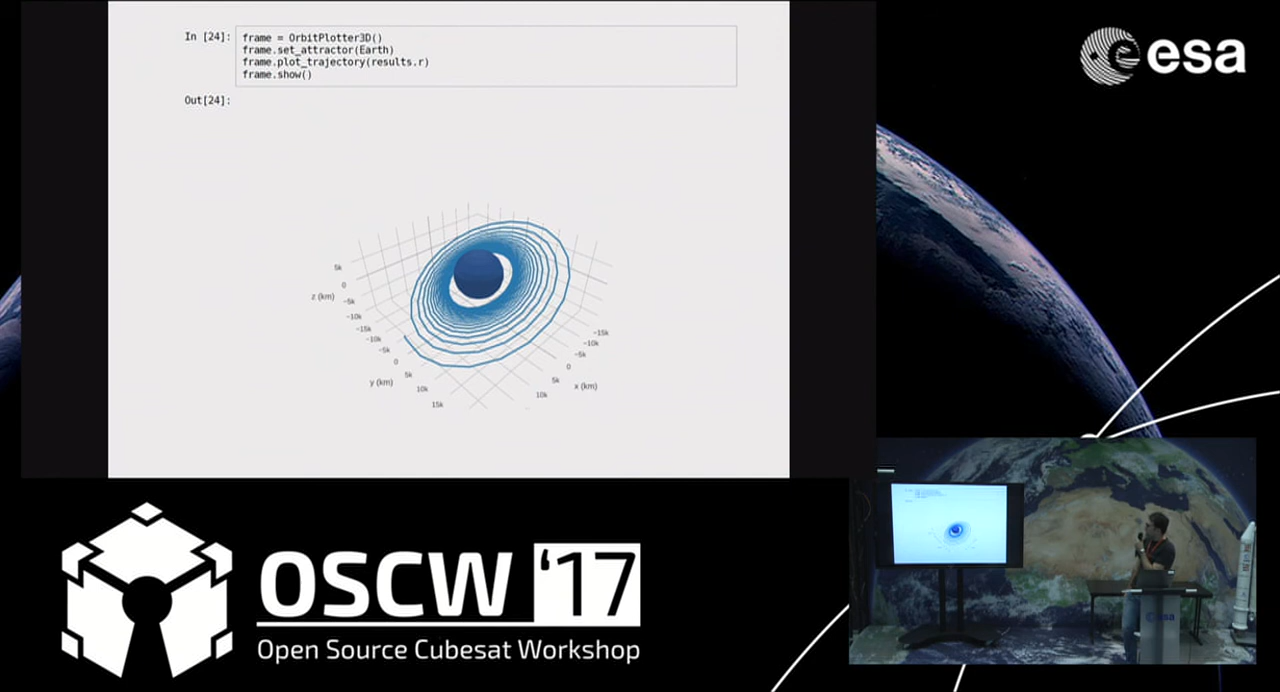 In [24]:
frame = OrbitPlotter3D()
frame.set_attractor(Earth)
frame.plot_trajectory(results.r)
frame.show()
Out[24]:
5k
0
−5k
−10k
−15k
z (km)
−10k
−5k
0
5k
10k
15k
y (km)
−15k
−10k
−5k
0
5k
10k
x (km)
esa
OSCW '17
Open Source Cubesat Workshop
esa